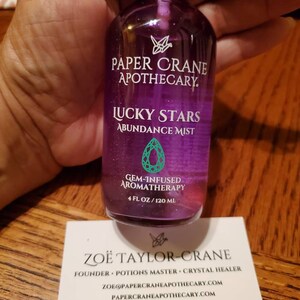 PAPER CRANE
APOTHECARY.
LUCKY STARS
ABUNDANCE MIST
GEM-INFUSED
AROMATHERAPY
4 FL OZ / 120 ML
ZOË TAYLOR-CRANE
FOUNDER • POTIONS MASTER • CRYSTAL HEALER
ZOE@PAPERCRANEAPOTHECARY.COM
PAPERCRANEAPOTHECARY.COM